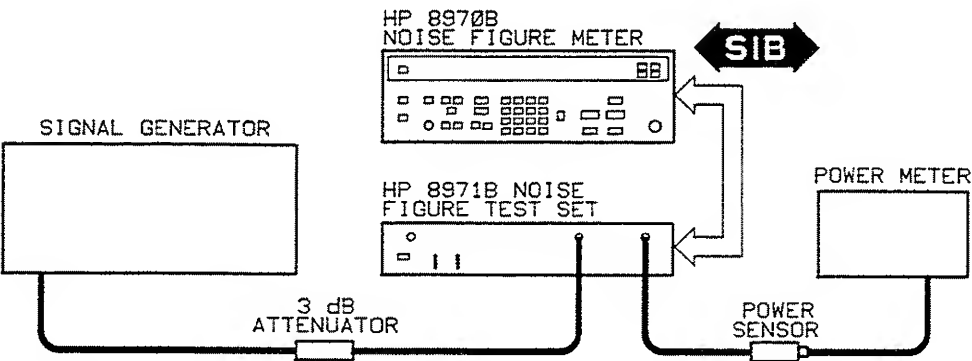 HP 8970B
NOISE FIGURE METER
SIB
SIGNAL GENERATOR
HP 8971B NOISE
FIGURE TEST SET
POWER METER
3 dB
ATTENUATOR
POWER
SENSOR